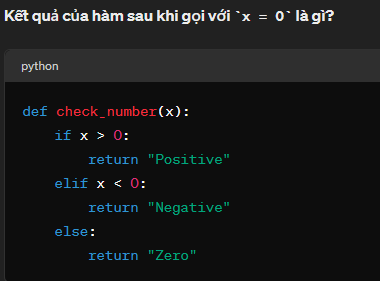 Kết quả của hàm sau khi gọi với `x = 0` là gì?
python
def check_number(x):
    if x > 0:
        return "Positive"
    elif x < 0:
        return "Negative"
    else:
        return "Zero"